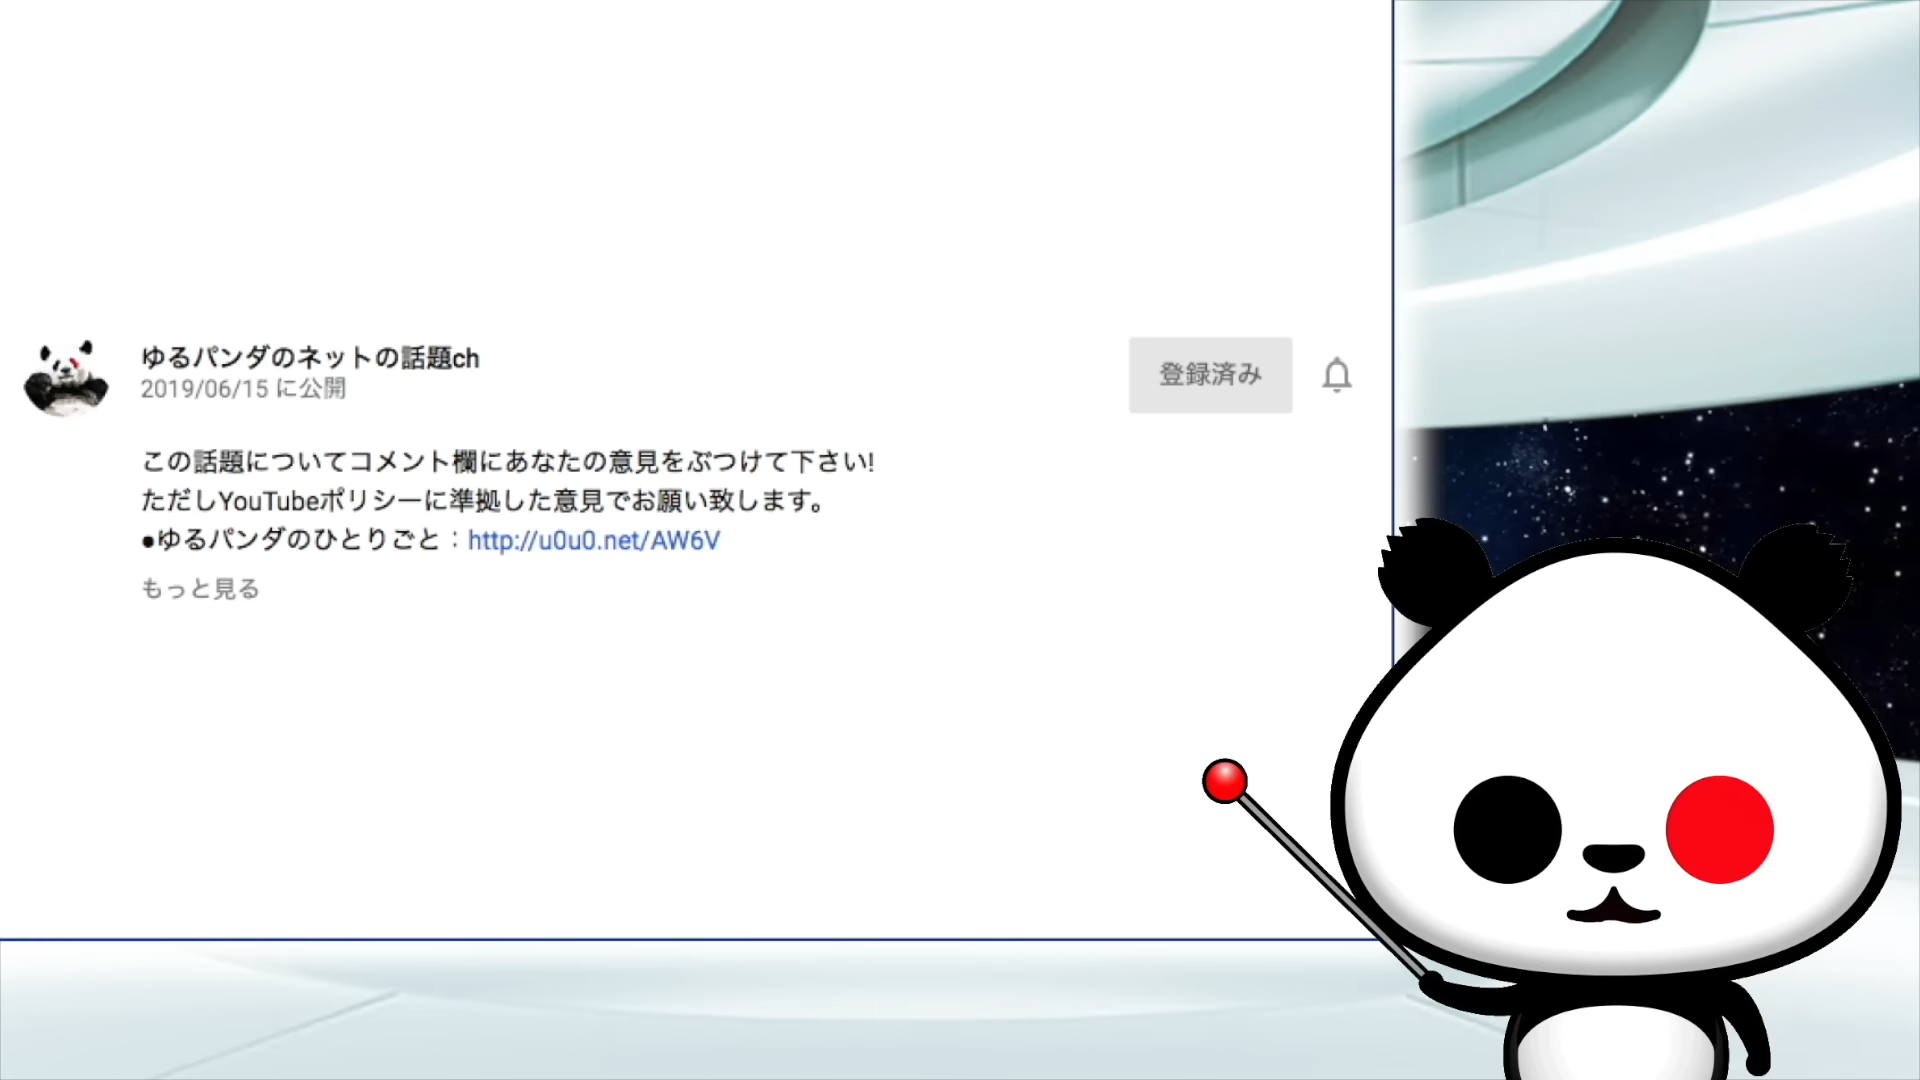 ゆるパンダのネットの話題ch
2019/06/15 に公開
登録済み
この話題についてコメント欄にあなたの意見をぶつけて下さい!
ただしYouTubeポリシーに準拠した意見でお願い致します。
●ゆるパンダのひとりごと：http://u0u0.net/AW6V
もっと見る